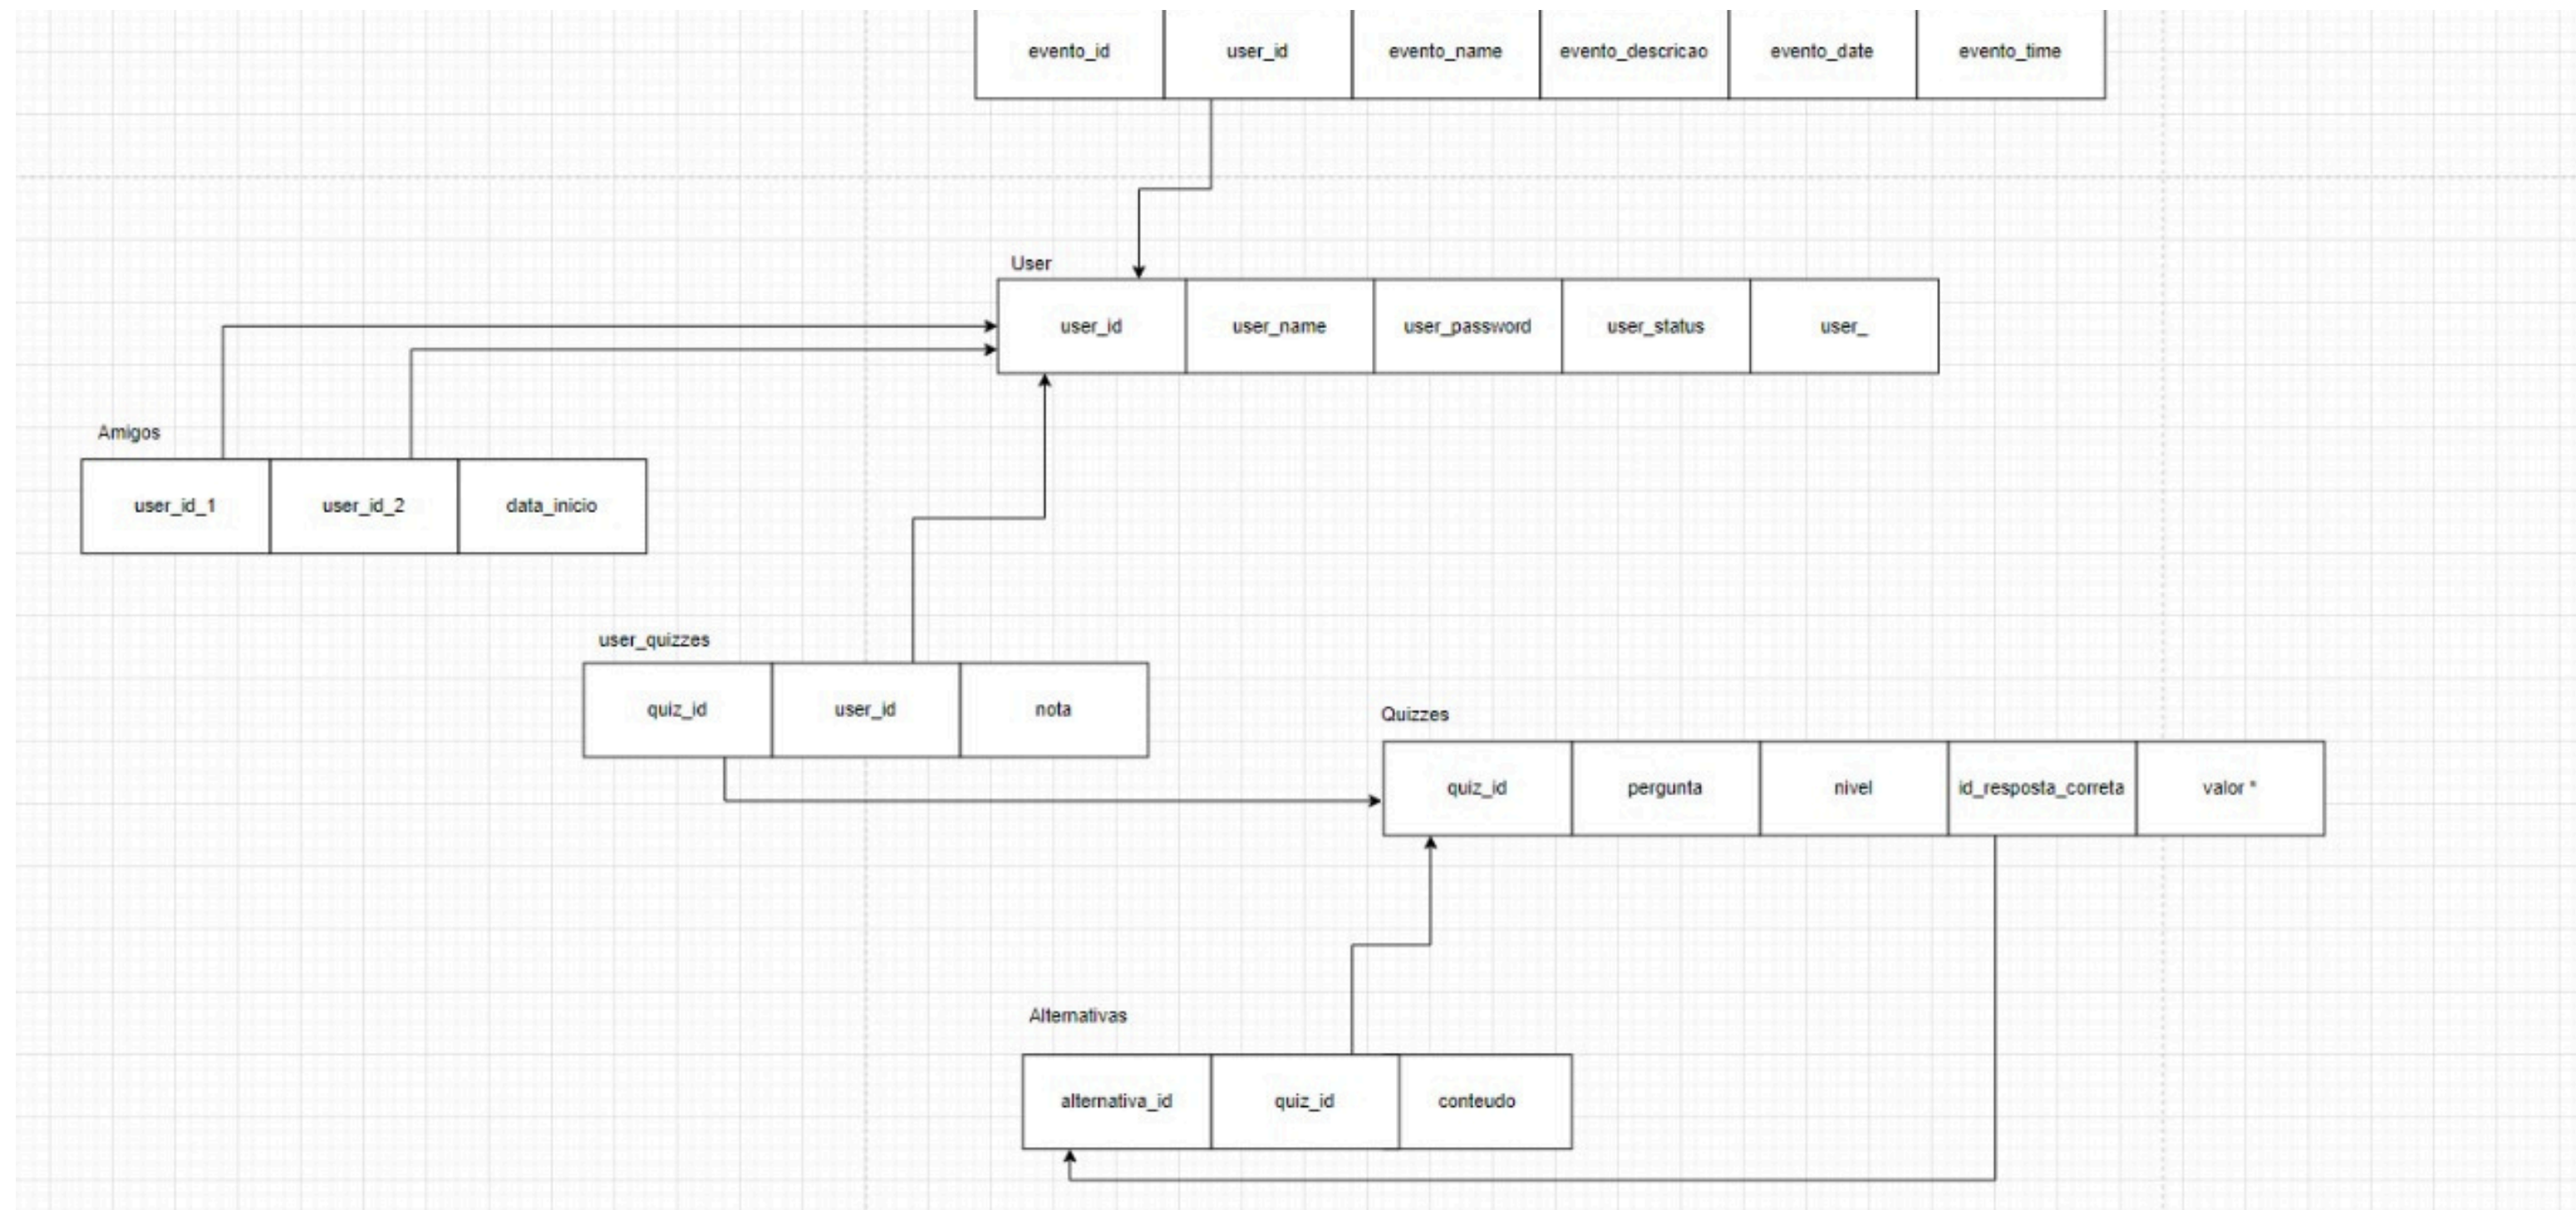 evento_id user_id evento_name evento_descricao evento_date evento_time
User
user_id user_name user_password user_status user_
Amigos
user_id_1 user_id_2 data_inicio
user_quizzes
quiz_id user_id nota
Quizzes
quiz_id pergunta nivel id_resposta_correta valor *
Alternativas
alternativa_id quiz_id conteudo